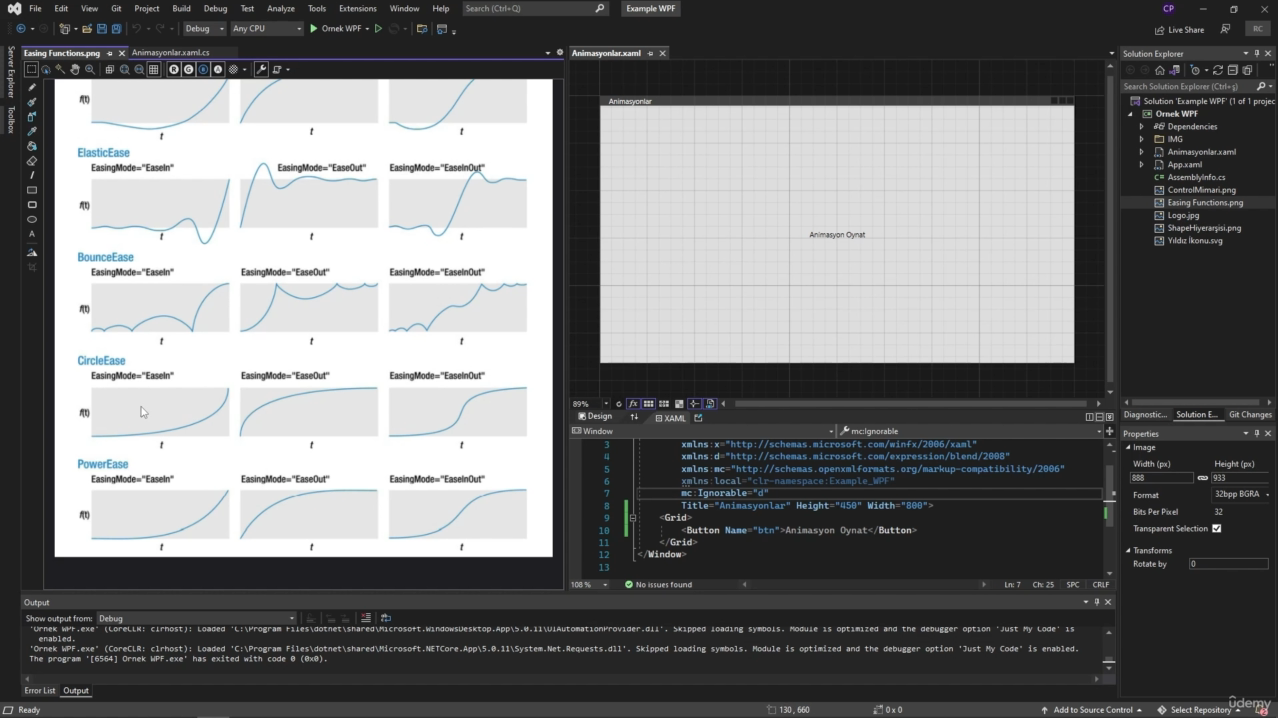 File Edit View Git Project Build Debug Test Analyze Tools Extensions Window Help Search (Ctrl+Q) Example WPF CP
Debug Any CPU Ornek WPF Live Share RC
Server Explorer
Toolbox
Easing Functions.png Animasyonlar.xaml.cs
R G B A
f(t)
t t t
ElasticEase
EasingMode="EaseIn" EasingMode="EaseOut" EasingMode="EaseInOut"
f(t)
t t t
BounceEase
EasingMode="EaseIn" EasingMode="EaseOut" EasingMode="EaseInOut"
f(t)
t t t
CircleEase
EasingMode="EaseIn" EasingMode="EaseOut" EasingMode="EaseInOut"
f(t)
t t t
PowerEase
EasingMode="EaseIn" EasingMode="EaseOut" EasingMode="EaseInOut"
f(t)
t t t
Animasyonlar.xaml
Animasyonlar
Animasyon Oynat
89% fx
Design XAML
Window mc:Ignorable
3 xmlns:x="http://schemas.microsoft.com/winfx/2006/xaml"
4 xmlns:d="http://schemas.microsoft.com/expression/blend/2008"
5 xmlns:mc="http://schemas.openxmlformats.org/markup-compatibility/2006"
6 xmlns:local="clr-namespace:Example_WPF"
7 mc:Ignorable="d"
8 Title="Animasyonlar" Height="450" Width="800">
9 <Grid>
10 <Button Name="btn">Animasyon Oynat</Button>
11 </Grid>
12 </Window>
13
108 % No issues found Ln: 7 Ch: 25 SPC CRLF
Solution Explorer
Search Solution Explorer (Ctrl+ş)
Solution 'Example WPF' (1 of 1 projec
Ornek WPF
Dependencies
IMG
Animasyonlar.xaml
App.xaml
AssemblyInfo.cs
ControlMimari.png
Easing Functions.png
Logo.jpg
ShapeHiyerarşisi.png
Yıldız İkonu.svg
Diagnostic... Solution E... Git Changes
Properties
Image
Width (px) Height (px)
888 933
Format 32bpp BGRA
Bits Per Pixel 32
Transparent Selection
Transforms
Rotate by 0
Output
Show output from: Debug
'Ornek WPF.exe' (CoreCLR: clrhost): Loaded 'C:\Program Files\dotnet\shared\Microsoft.WindowsDesktop.App\5.0.11\UIAutomationProvider.dll'. Skipped loading symbols. Module is optimized and the debugger option 'Just My Code' is
enabled.
'Ornek WPF.exe' (CoreCLR: clrhost): Loaded 'C:\Program Files\dotnet\shared\Microsoft.NETCore.App\5.0.11\System.Net.Requests.dll'. Skipped loading symbols. Module is optimized and the debugger option 'Just My Code' is enabled.
The program '[6564] Ornek WPF.exe' has exited with code 0 (0x0).
Error List Output
Ready 130, 660 0 x 0 Add to Source Control Select Repository
udemy